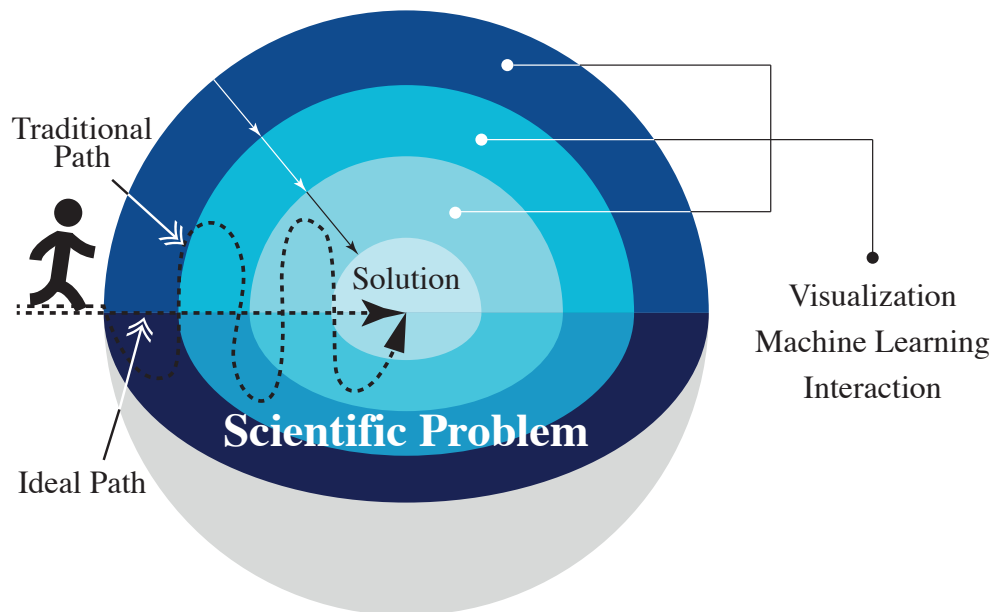 Traditional
Path
Solution
Visualization
Machine Learning
Interaction
Scientific Problem
Ideal Path